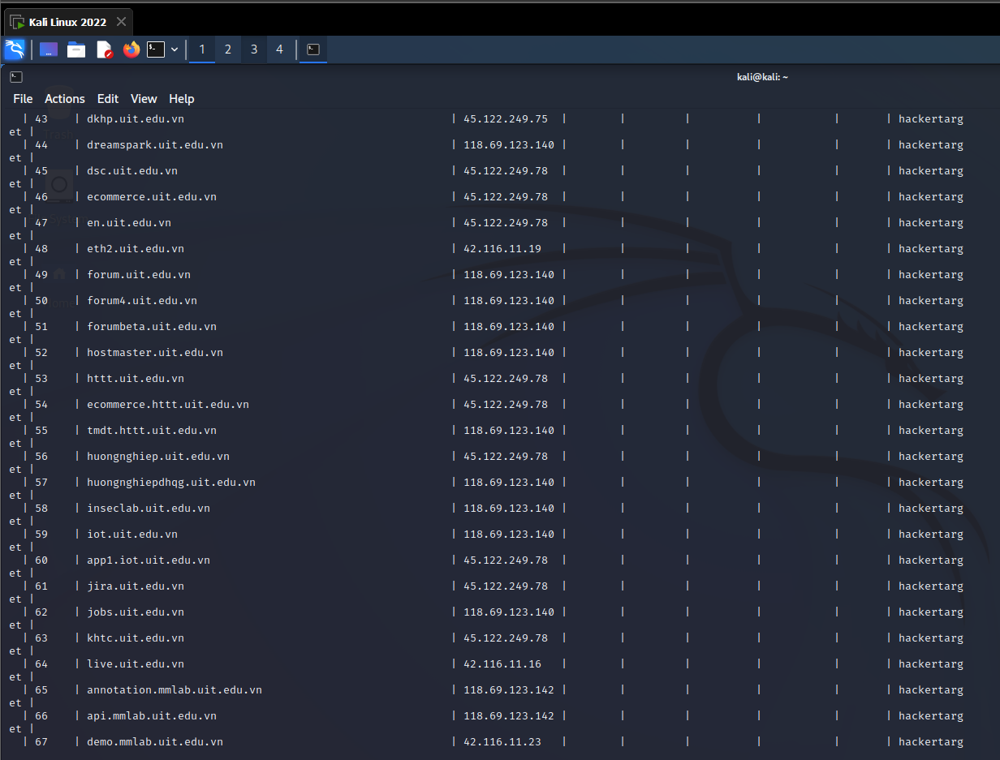 Kali Linux 2022
1 2 3 4
kali@kali: ~
File Actions Edit View Help
| 43 | dkhp.uit.edu.vn | 45.122.249.75 | | | | | | hackertarg
et |
| 44 | dreamspark.uit.edu.vn | 118.69.123.140 | | | | | | hackertarg
et |
| 45 | dsc.uit.edu.vn | 45.122.249.78 | | | | | | hackertarg
et |
| 46 | ecommerce.uit.edu.vn | 45.122.249.78 | | | | | | hackertarg
et |
| 47 | en.uit.edu.vn | 45.122.249.78 | | | | | | hackertarg
et |
| 48 | eth2.uit.edu.vn | 42.116.11.19 | | | | | | hackertarg
et |
| 49 | forum.uit.edu.vn | 118.69.123.140 | | | | | | hackertarg
et |
| 50 | forum4.uit.edu.vn | 118.69.123.140 | | | | | | hackertarg
et |
| 51 | forumbeta.uit.edu.vn | 118.69.123.140 | | | | | | hackertarg
et |
| 52 | hostmaster.uit.edu.vn | 118.69.123.140 | | | | | | hackertarg
et |
| 53 | httt.uit.edu.vn | 45.122.249.78 | | | | | | hackertarg
et |
| 54 | ecommerce.httt.uit.edu.vn | 45.122.249.78 | | | | | | hackertarg
et |
| 55 | tmdt.httt.uit.edu.vn | 118.69.123.140 | | | | | | hackertarg
et |
| 56 | huongnghiep.uit.edu.vn | 45.122.249.78 | | | | | | hackertarg
et |
| 57 | huongnghiepdhqg.uit.edu.vn | 118.69.123.140 | | | | | | hackertarg
et |
| 58 | inseclab.uit.edu.vn | 118.69.123.140 | | | | | | hackertarg
et |
| 59 | iot.uit.edu.vn | 118.69.123.140 | | | | | | hackertarg
et |
| 60 | app1.iot.uit.edu.vn | 45.122.249.78 | | | | | | hackertarg
et |
| 61 | jira.uit.edu.vn | 45.122.249.78 | | | | | | hackertarg
et |
| 62 | jobs.uit.edu.vn | 118.69.123.140 | | | | | | hackertarg
et |
| 63 | khtc.uit.edu.vn | 45.122.249.78 | | | | | | hackertarg
et |
| 64 | live.uit.edu.vn | 42.116.11.16 | | | | | | hackertarg
et |
| 65 | annotation.mmlab.uit.edu.vn | 118.69.123.142 | | | | | | hackertarg
et |
| 66 | api.mmlab.uit.edu.vn | 118.69.123.142 | | | | | | hackertarg
et |
| 67 | demo.mmlab.uit.edu.vn | 42.116.11.23 | | | | | | hackertarg